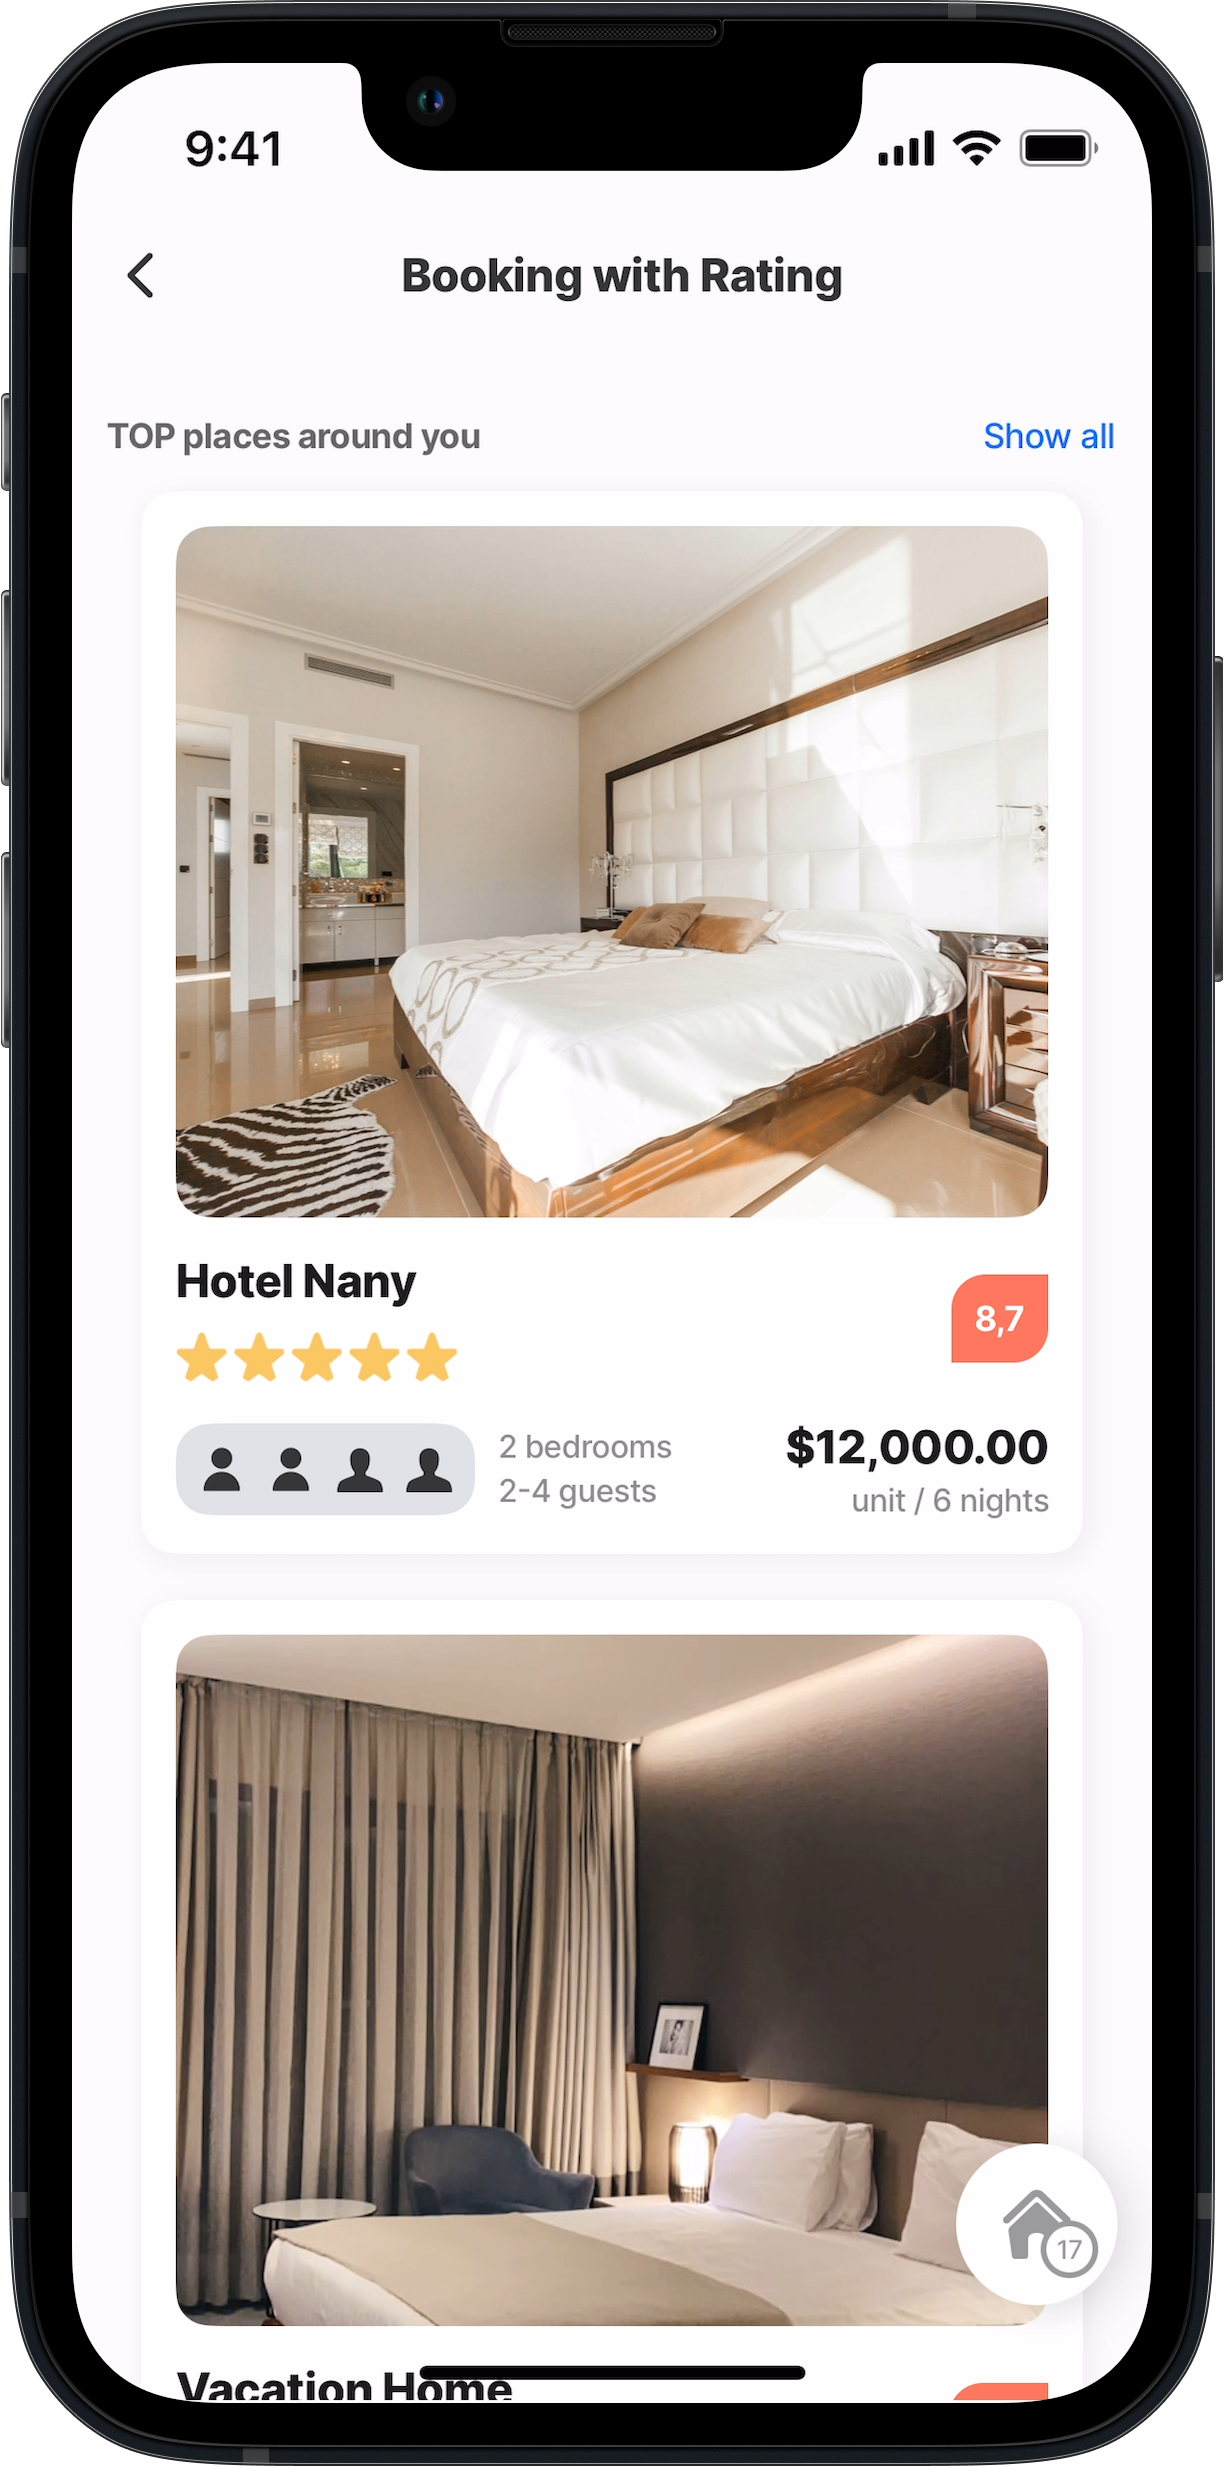 9:41
Booking with Rating
TOP places around you
Show all
Hotel Nany
8,7
2 bedrooms
2-4 guests
$12,000.00
unit / 6 nights
17
Vacation Home